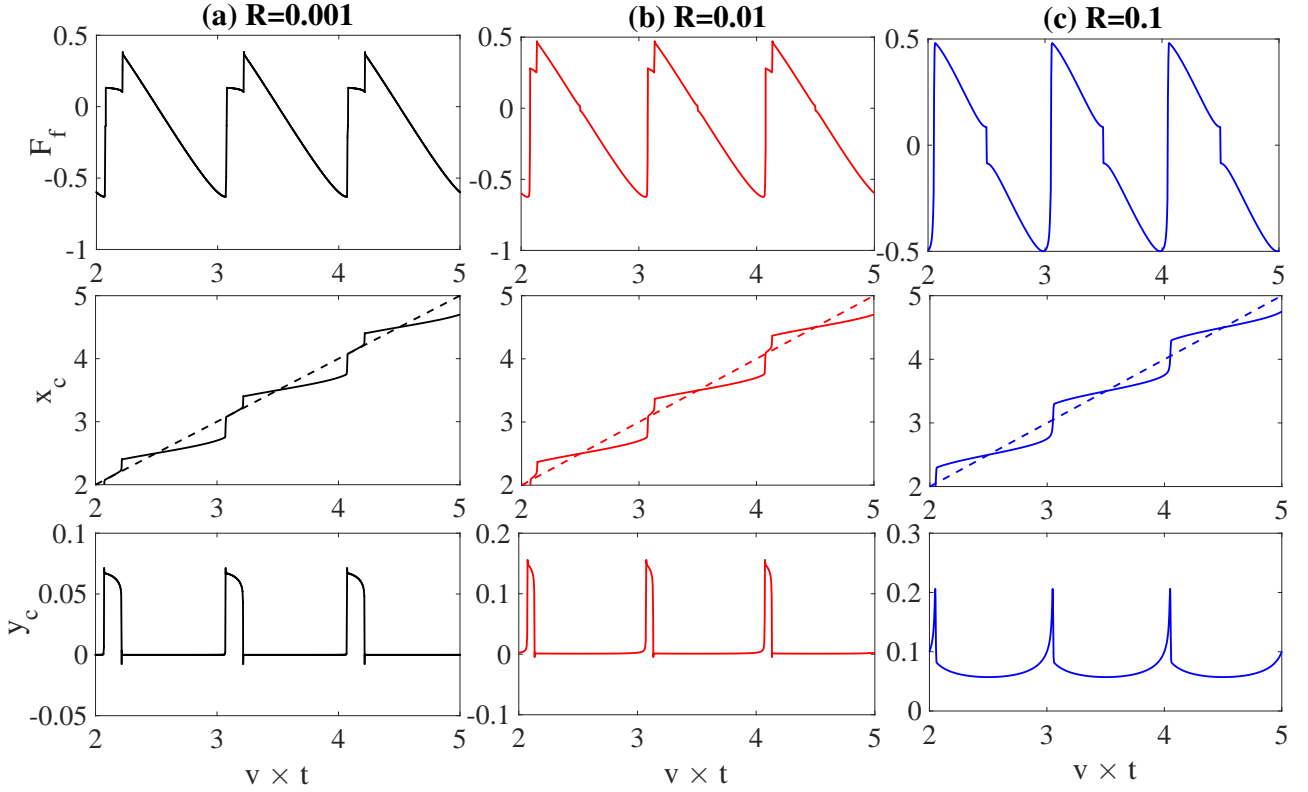 (a) R=0.001 (b) R=0.01 (c) R=0.1
0.5 0.5 0.5
0 0 0
-0.5 -0.5
-1 -1 -0.5
F_f
2 3 4 5 2 3 4 5 2 3 4 5
5 5 5
4 4 4
x_c
3 3 3
2 2 2
2 3 4 5 2 3 4 5 2 3 4 5
0.1 0.2 0.3
0.05 0.1 0.2
y_c
0 0 0.1
-0.05 -0.1 0
2 3 4 5 2 3 4 5 2 3 4 5
v × t v × t v × t